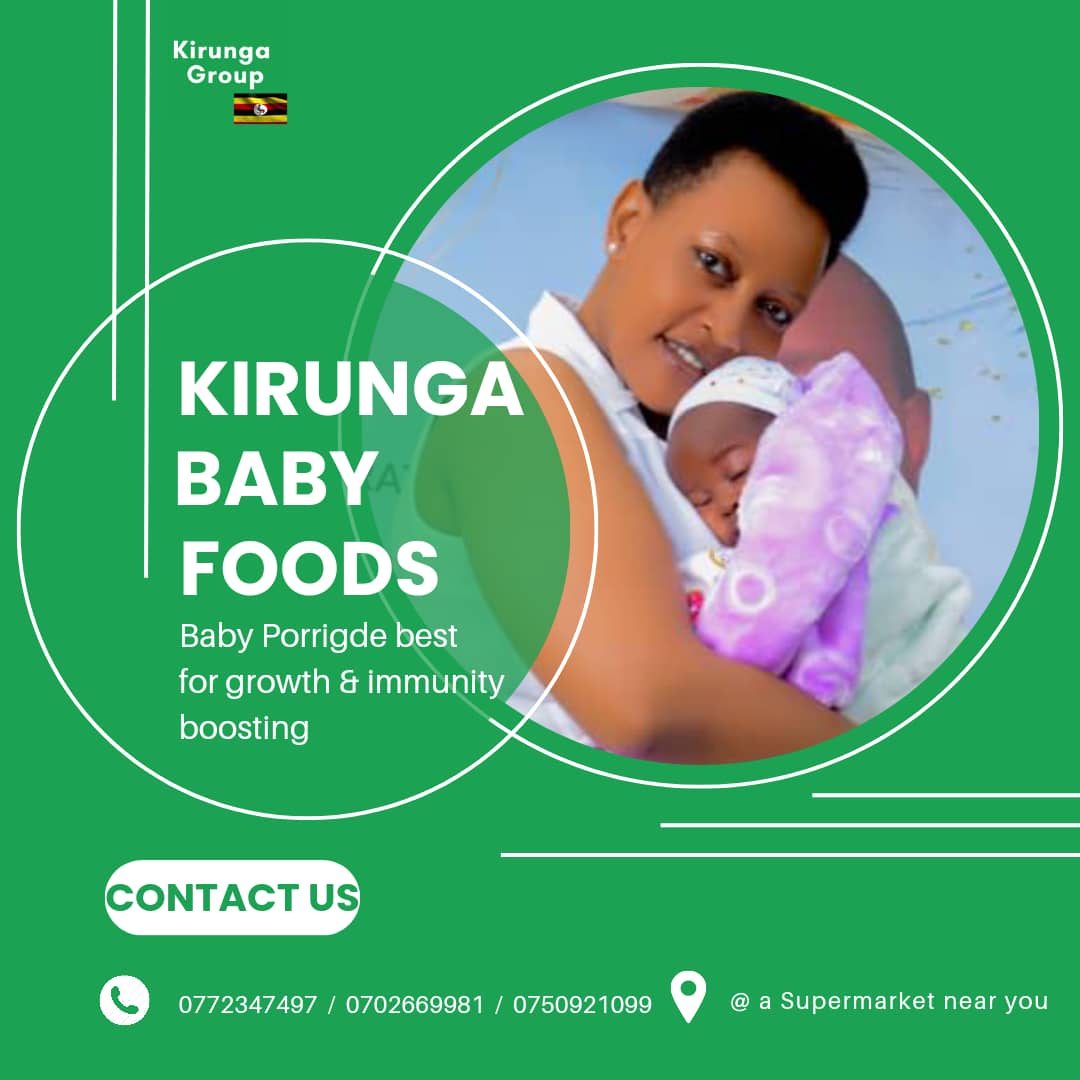 Kirunga
Group
KIRUNGA
BABY
FOODS
Baby Porrigde best
for growth & immunity
boosting
CONTACT US
0772347497 / 0702669981 / 0750921099
@ a Supermarket near you